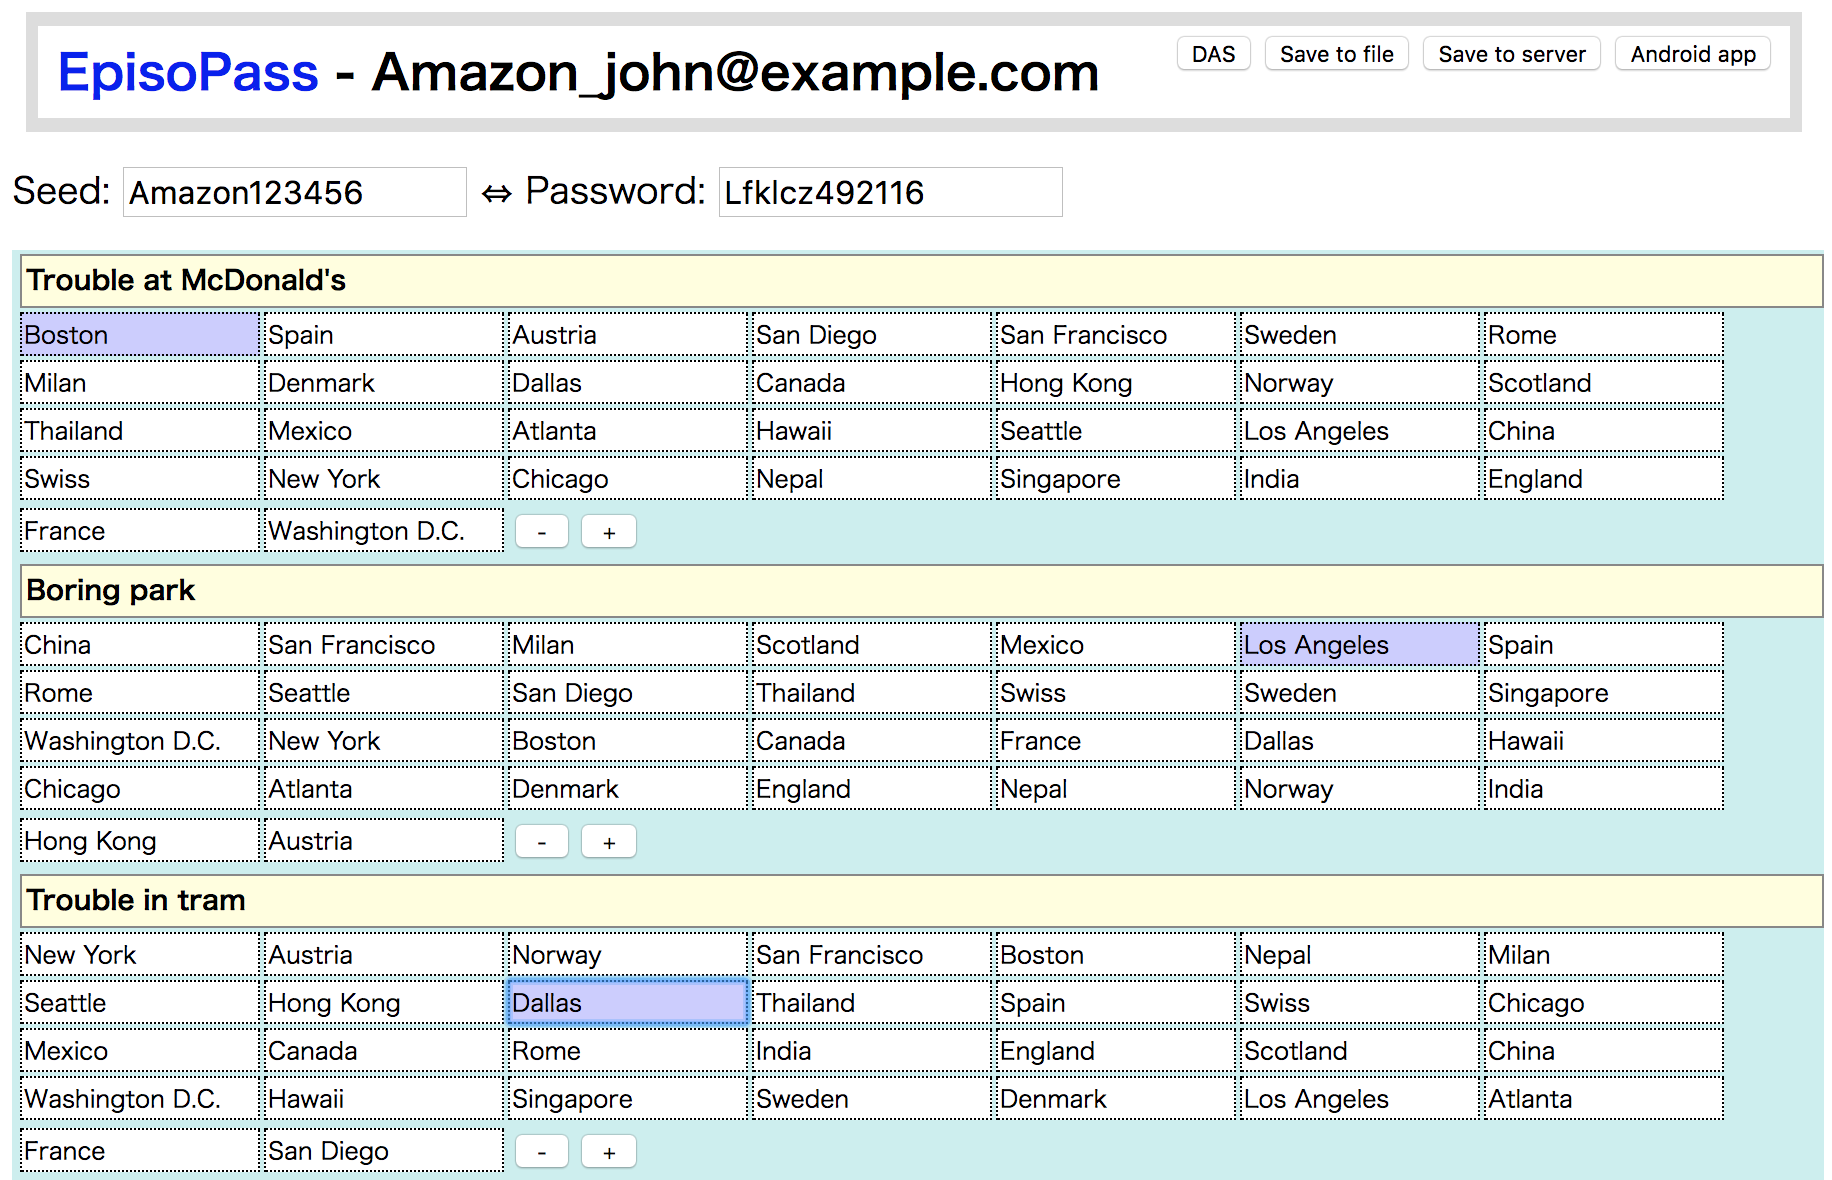 EpisoPass - Amazon_john@example.com DAS Save to file Save to server Android app
Seed: Amazon123456 ⇔ Password: Lfklcz492116
Trouble at McDonald's
Boston Spain Austria San Diego San Francisco Sweden Rome
Milan Denmark Dallas Canada Hong Kong Norway Scotland
Thailand Mexico Atlanta Hawaii Seattle Los Angeles China
Swiss New York Chicago Nepal Singapore India England
France Washington D.C. - +
Boring park
China San Francisco Milan Scotland Mexico Los Angeles Spain
Rome Seattle San Diego Thailand Swiss Sweden Singapore
Washington D.C. New York Boston Canada France Dallas Hawaii
Chicago Atlanta Denmark England Nepal Norway India
Hong Kong Austria - +
Trouble in tram
New York Austria Norway San Francisco Boston Nepal Milan
Seattle Hong Kong Dallas Thailand Spain Swiss Chicago
Mexico Canada Rome India England Scotland China
Washington D.C. Hawaii Singapore Sweden Denmark Los Angeles Atlanta
France San Diego - +